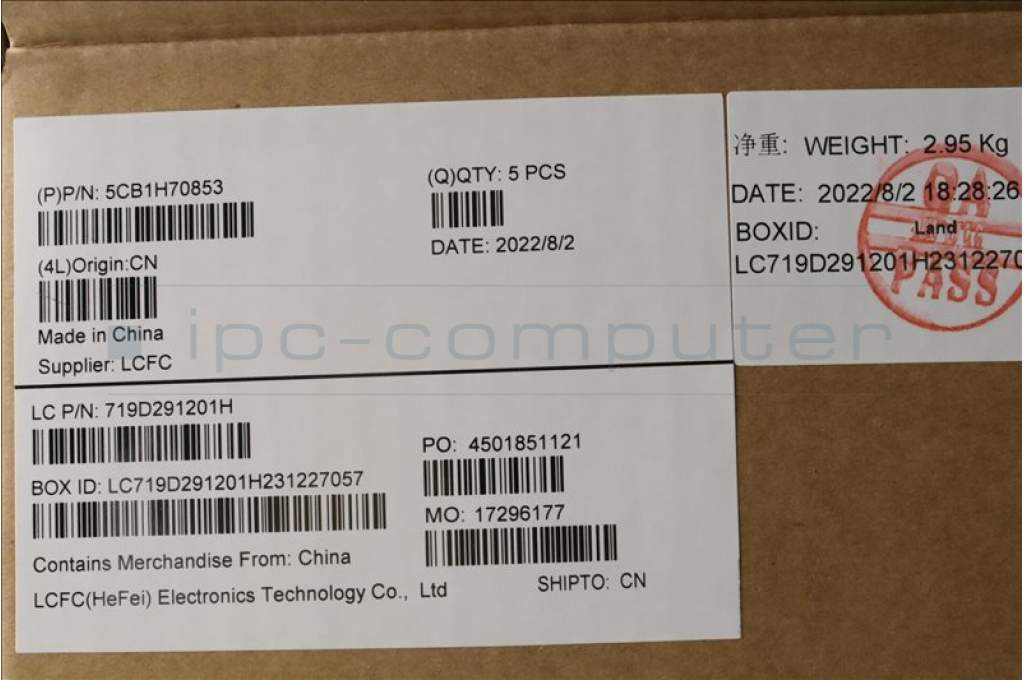 (P)P/N: 5CB1H70853
(Q)QTY: 5 PCS
DATE: 2022/8/2
(4L)Origin:CN
Made in China
Supplier: LCFC
LC P/N: 719D291201H
PO: 4501851121
BOX ID: LC719D291201H231227057
MO: 17296177
Contains Merchandise From: China
SHIPTO: CN
LCFC(HeFei) Electronics Technology Co., Ltd
净重: WEIGHT: 2.95 Kg
DATE: 2022/8/2 18:28:26
BOXID:
Land
LC719D291201H2312270
QA
PASS
ipc-computer